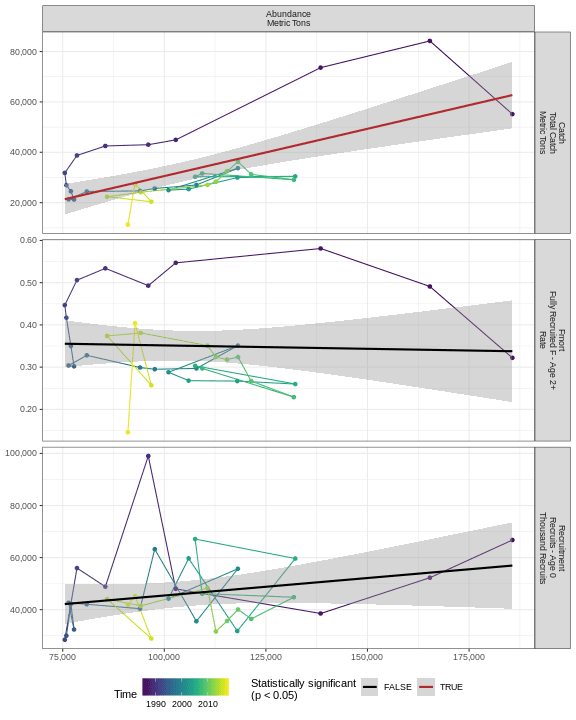 Abundance
Metric Tons
80,000
60,000
40,000
20,000
Catch
Total Catch
Metric Tons
0.60
0.50
0.40
0.30
0.20
Fmort
Fully Recruited F - Age 2+
Rate
100,000
80,000
60,000
40,000
Recruitment
Recruits - Age 0
Thousand Recruits
75,000 100,000 125,000 150,000 175,000
Time
1990 2000 2010
Statistically significant
(p < 0.05)
FALSE TRUE